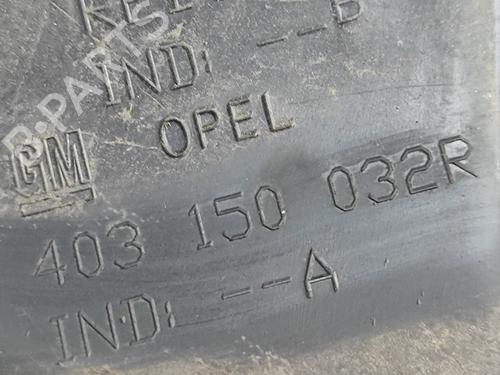 IND: --B
GM OPEL
403 150 032R
IND: --A